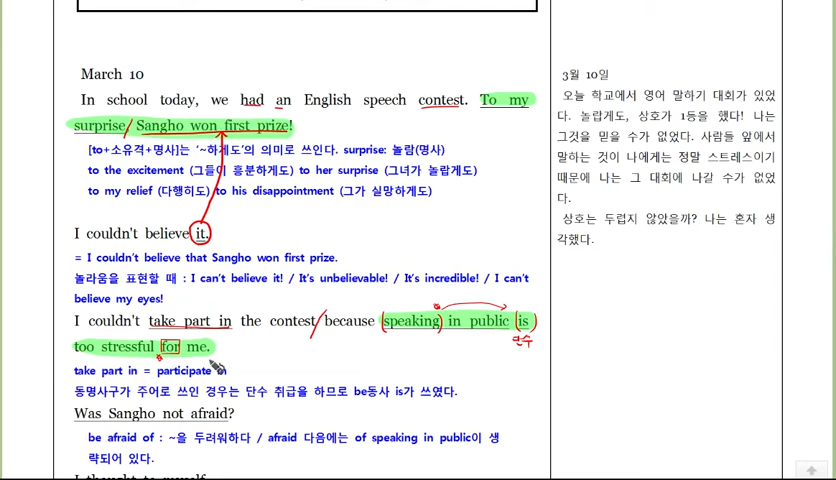 March 10
In school today, we had an English speech contest. To my
surprise, Sangho won first prize!
[to+소유격+명사]는 '~하게도'의 의미로 쓰인다. surprise: 놀람(명사)
to the excitement (그들이 흥분하게도) to her surprise (그녀가 놀랍게도)
to my relief (다행히도) to his disappointment (그가 실망하게도)
I couldn't believe it.
= I couldn't believe that Sangho won first prize.
놀라움을 표현할 때 : I can't believe it! / It's unbelievable! / It's incredible! / I can't
believe my eyes!
I couldn't take part in the contest because speaking in public is
단수
too stressful for me.
take part in = participate in
동명사구가 주어로 쓰인 경우는 단수 취급을 하므로 be동사 is가 쓰였다.
Was Sangho not afraid?
be afraid of : ~을 두려워하다 / afraid 다음에는 of speaking in public이 생
략되어 있다.
I thought to myself.
3월 10일
오늘 학교에서 영어 말하기 대회가 있었
다. 놀랍게도, 상호가 1등을 했다! 나는
그것을 믿을 수가 없었다. 사람들 앞에서
말하는 것이 나에게는 정말 스트레스이기
때문에 나는 그 대회에 나갈 수가 없었
다.
상호는 두렵지 않았을까? 나는 혼자 생
각했다.